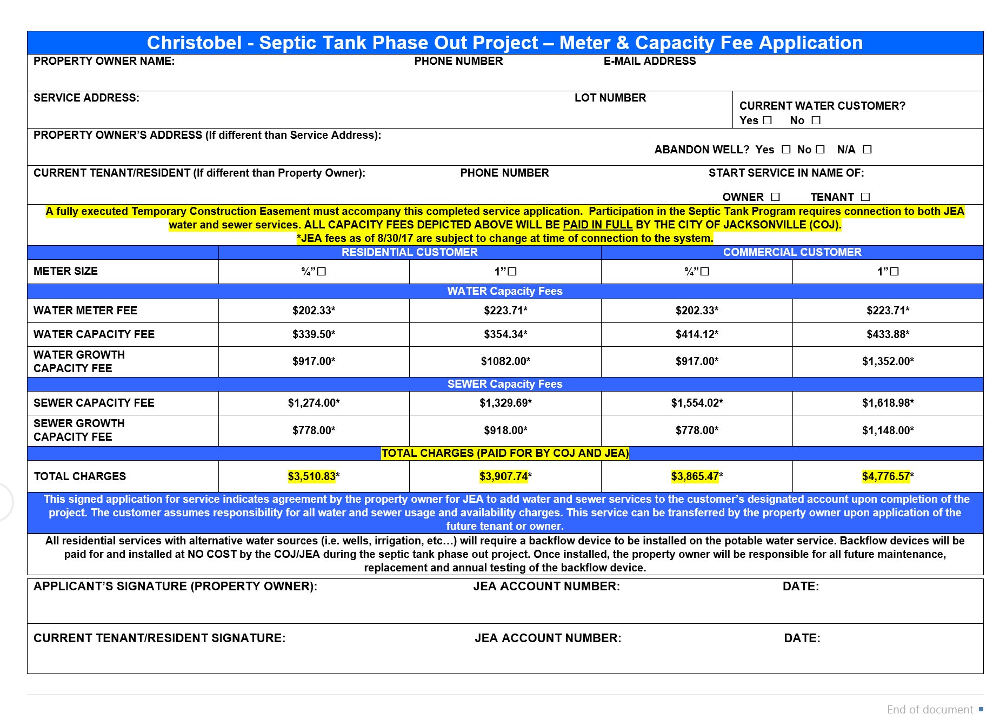 Christobel - Septic Tank Phase Out Project – Meter & Capacity Fee Application
PROPERTY OWNER NAME: PHONE NUMBER E-MAIL ADDRESS
SERVICE ADDRESS: LOT NUMBER
CURRENT WATER CUSTOMER?
Yes ☐ No ☐
PROPERTY OWNER’S ADDRESS (If different than Service Address):
ABANDON WELL? Yes ☐ No ☐ N/A ☐
CURRENT TENANT/RESIDENT (If different than Property Owner): PHONE NUMBER START SERVICE IN NAME OF:
OWNER ☐ TENANT ☐
A fully executed Temporary Construction Easement must accompany this completed service application. Participation in the Septic Tank Program requires connection to both JEA
water and sewer services. ALL CAPACITY FEES DEPICTED ABOVE WILL BE PAID IN FULL BY THE CITY OF JACKSONVILLE (COJ).
*JEA fees as of 8/30/17 are subject to change at time of connection to the system.
RESIDENTIAL CUSTOMER COMMERCIAL CUSTOMER
METER SIZE ¾”☐ 1”☐ ¾”☐ 1”☐
WATER Capacity Fees
WATER METER FEE $202.33* $223.71* $202.33* $223.71*
WATER CAPACITY FEE $339.50* $354.34* $414.12* $433.88*
WATER GROWTH
CAPACITY FEE $917.00* $1082.00* $917.00* $1,352.00*
SEWER Capacity Fees
SEWER CAPACITY FEE $1,274.00* $1,329.69* $1,554.02* $1,618.98*
SEWER GROWTH
CAPACITY FEE $778.00* $918.00* $778.00* $1,148.00*
TOTAL CHARGES (PAID FOR BY COJ AND JEA)
TOTAL CHARGES $3,510.83* $3,907.74* $3,865.47* $4,776.57*
This signed application for service indicates agreement by the property owner for JEA to add water and sewer services to the customer’s designated account upon completion of the
project. The customer assumes responsibility for all water and sewer usage and availability charges. This service can be transferred by the property owner upon application of the
future tenant or owner.
All residential services with alternative water sources (i.e. wells, irrigation, etc…) will require a backflow device to be installed on the potable water service. Backflow devices will be
paid for and installed at NO COST by the COJ/JEA during the septic tank phase out project. Once installed, the property owner will be responsible for all future maintenance,
replacement and annual testing of the backflow device.
APPLICANT’S SIGNATURE (PROPERTY OWNER): JEA ACCOUNT NUMBER: DATE:
CURRENT TENANT/RESIDENT SIGNATURE: JEA ACCOUNT NUMBER: DATE:
End of document